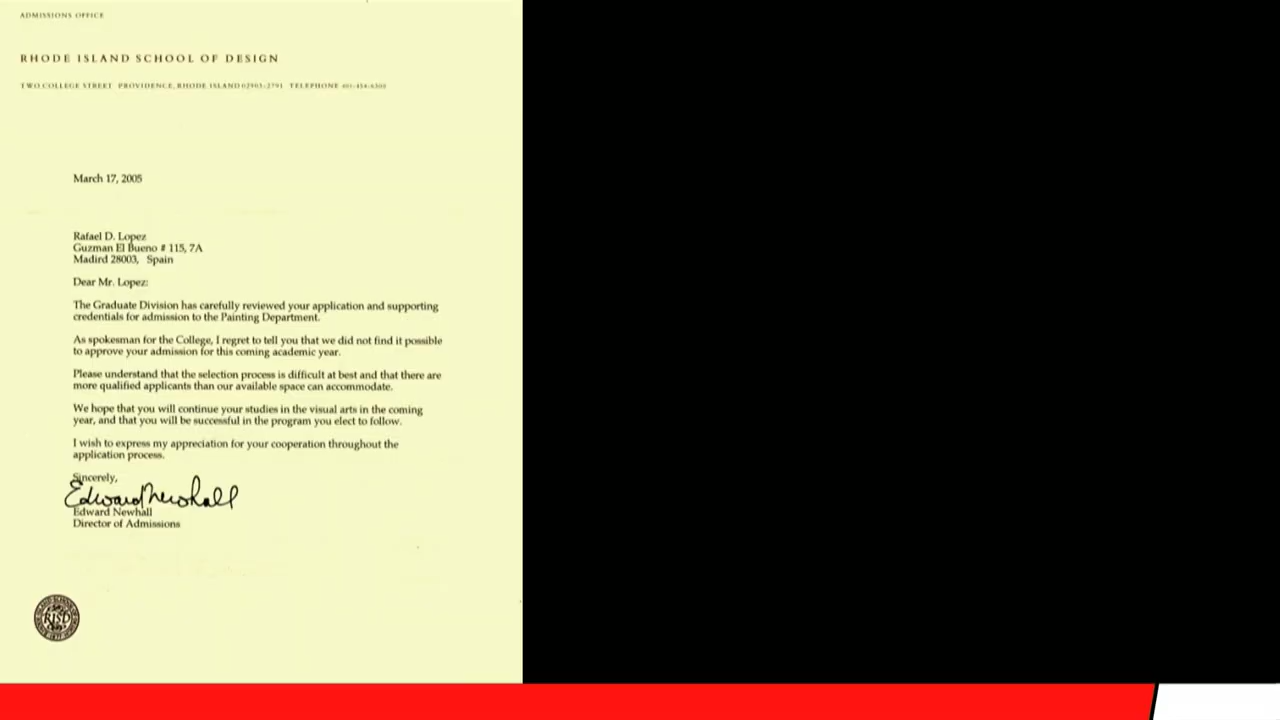 ADMISSIONS OFFICE
RHODE ISLAND SCHOOL OF DESIGN
TWO COLLEGE STREET PROVIDENCE, RHODE ISLAND 02903-2791 TELEPHONE 401-454-6300
March 17, 2005
Rafael D. Lopez
Guzman El Bueno # 115, 7A
Madird 28003, Spain
Dear Mr. Lopez:
The Graduate Division has carefully reviewed your application and supporting
credentials for admission to the Painting Department.
As spokesman for the College, I regret to tell you that we did not find it possible
to approve your admission for this coming academic year.
Please understand that the selection process is difficult at best and that there are
more qualified applicants than our available space can accommodate.
We hope that you will continue your studies in the visual arts in the coming
year, and that you will be successful in the program you elect to follow.
I wish to express my appreciation for your cooperation throughout the
application process.
Sincerely,
Edward Newhall
Edward Newhall
Director of Admissions
RISD